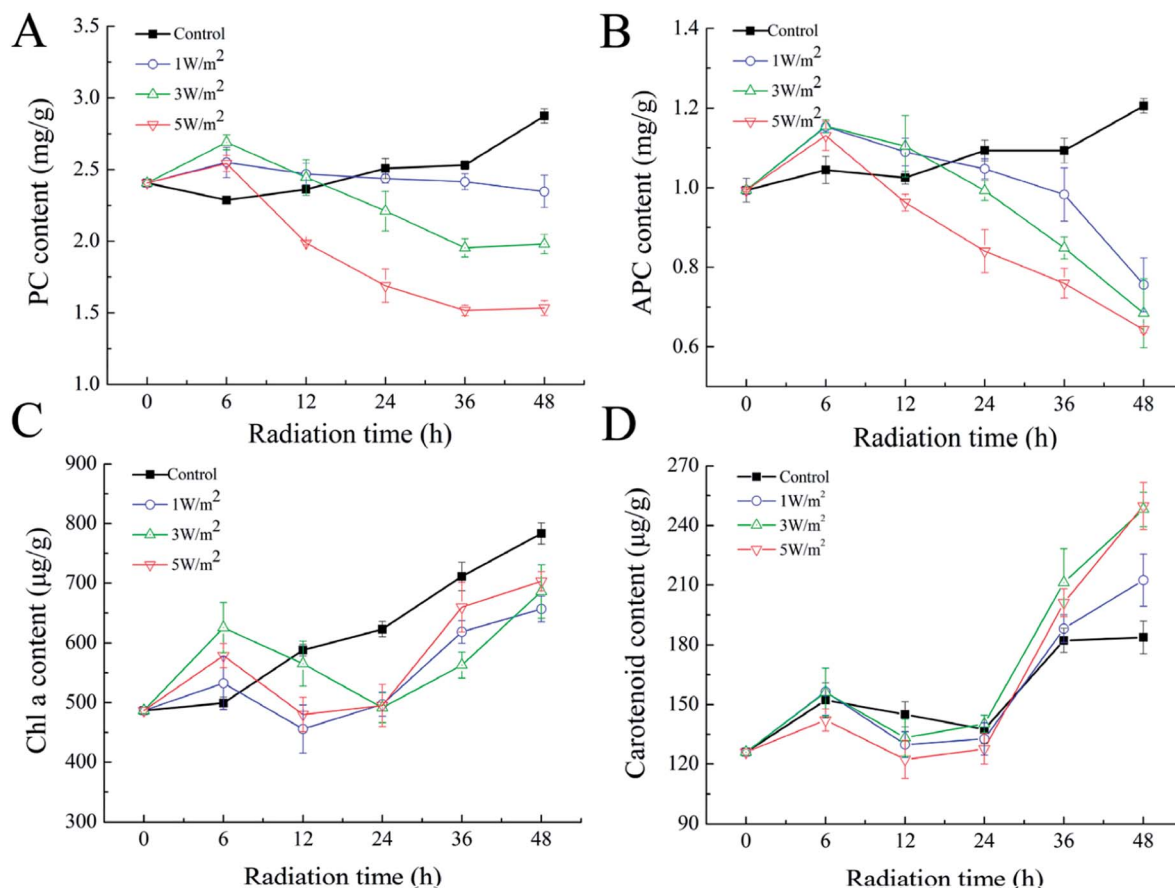 A
Control
1W/m²
3W/m²
5W/m²
3.5
3.0
2.5
2.0
1.5
1.0
PC content (mg/g)
0 6 12 24 36 48
Radiation time (h)
B
Control
1W/m²
3W/m²
5W/m²
1.4
1.2
1.0
0.8
0.6
APC content (mg/g)
0 6 12 24 36 48
Radiation time (h)
C
Control
1W/m²
3W/m²
5W/m²
900
800
700
600
500
400
300
Chl a content (µg/g)
0 6 12 24 36 48
Radiation time (h)
D
Control
1W/m²
3W/m²
5W/m²
270
240
210
180
150
120
90
Carotenoid content (µg/g)
0 6 12 24 36 48
Radiation time (h)